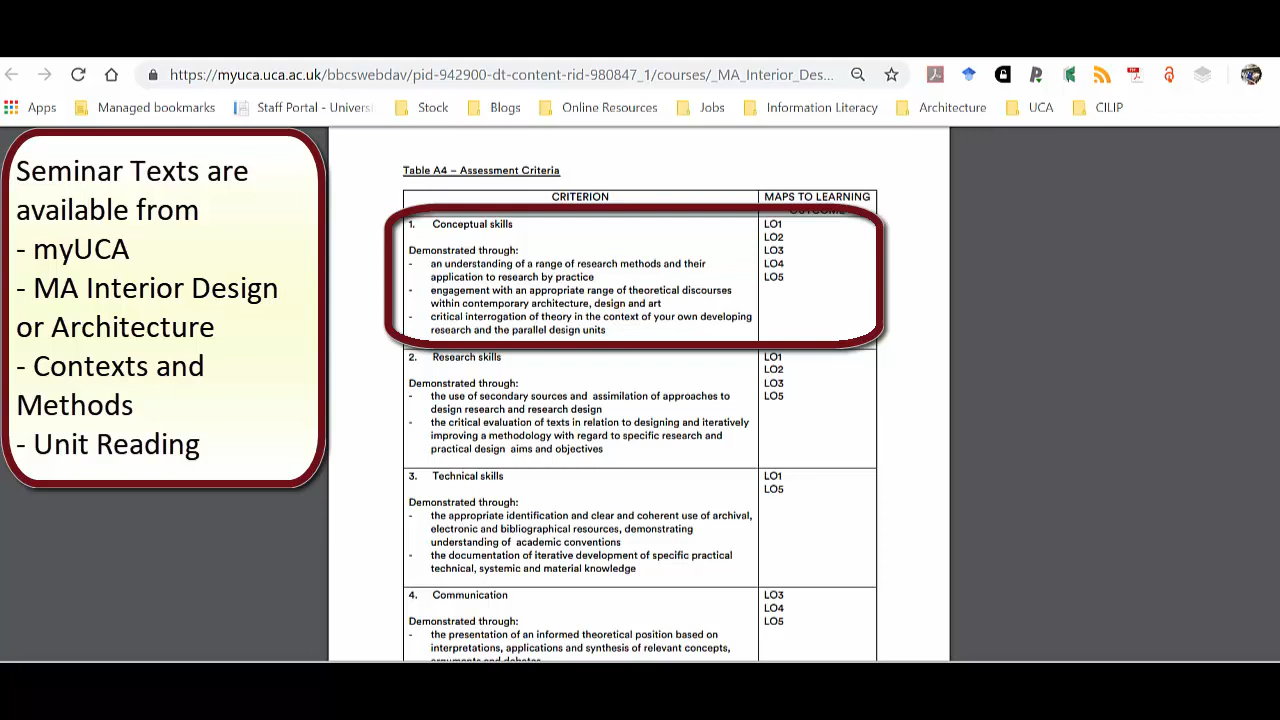 https://myuca.uca.ac.uk/bbcswebdav/pid-942900-dt-content-rid-980847_1/courses/_MA_Interior_Des...
Apps Managed bookmarks Staff Portal - Universi Stock Blogs Online Resources Jobs Information Literacy Architecture UCA CILIP
Seminar Texts are
available from
- myUCA
- MA Interior Design
or Architecture
- Contexts and
Methods
- Unit Reading
Table A4 – Assessment Criteria
CRITERION MAPS TO LEARNING
OUTCOME
1. Conceptual skills LO1
LO2
Demonstrated through: LO3
- an understanding of a range of research methods and their LO4
application to research by practice LO5
- engagement with an appropriate range of theoretical discourses
within contemporary architecture, design and art
- critical interrogation of theory in the context of your own developing
research and the parallel design units
2. Research skills LO1
LO2
Demonstrated through: LO3
- the use of secondary sources and assimilation of approaches to LO5
design research and research design
- the critical evaluation of texts in relation to designing and iteratively
improving a methodology with regard to specific research and
practical design aims and objectives
3. Technical skills LO1
LO5
Demonstrated through:
- the appropriate identification and clear and coherent use of archival,
electronic and bibliographical resources, demonstrating
understanding of academic conventions
- the documentation of iterative development of specific practical
technical, systemic and material knowledge
4. Communication LO3
LO4
Demonstrated through: LO5
- the presentation of an informed theoretical position based on
interpretations, applications and synthesis of relevant concepts,
arguments and debates